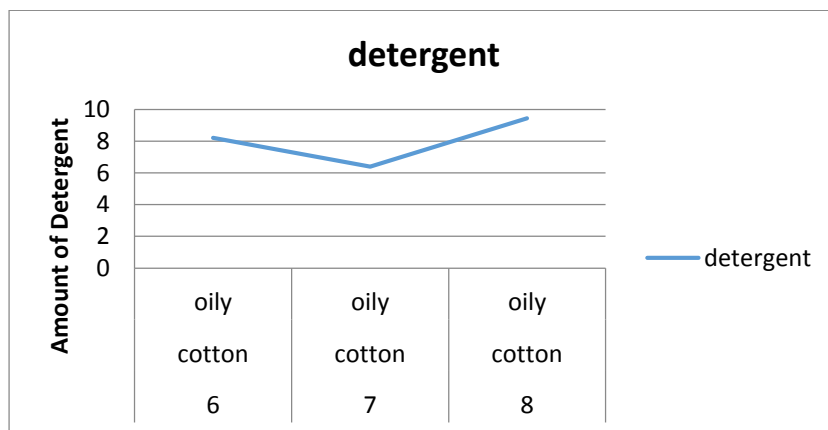 detergent
Amount of Detergent
10
8
6
4
2
0
oily oily oily
cotton cotton cotton
6 7 8
detergent